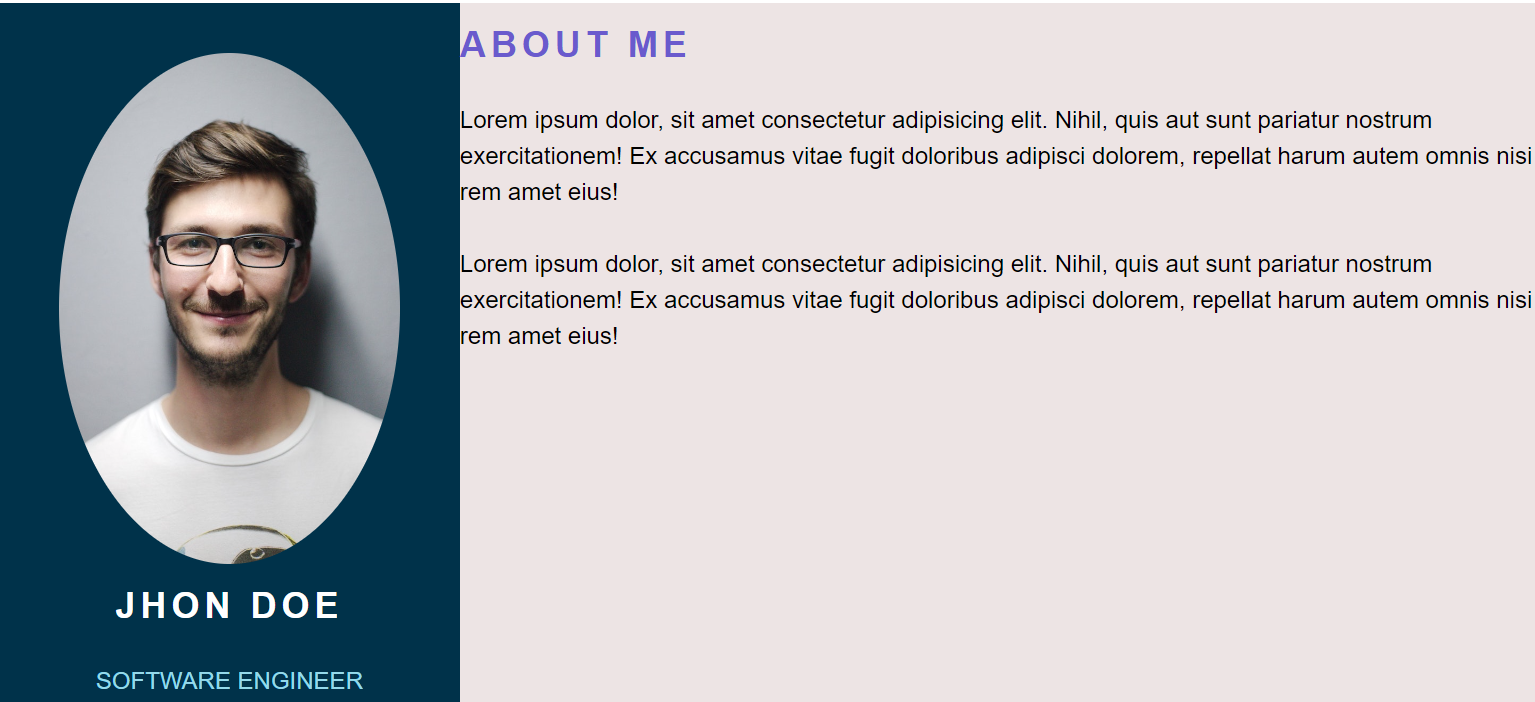 ABOUT ME
Lorem ipsum dolor, sit amet consectetur adipisicing elit. Nihil, quis aut sunt pariatur nostrum
exercitationem! Ex accusamus vitae fugit doloribus adipisci dolorem, repellat harum autem omnis nisi
rem amet eius!
Lorem ipsum dolor, sit amet consectetur adipisicing elit. Nihil, quis aut sunt pariatur nostrum
exercitationem! Ex accusamus vitae fugit doloribus adipisci dolorem, repellat harum autem omnis nisi
rem amet eius!
JHON DOE
SOFTWARE ENGINEER